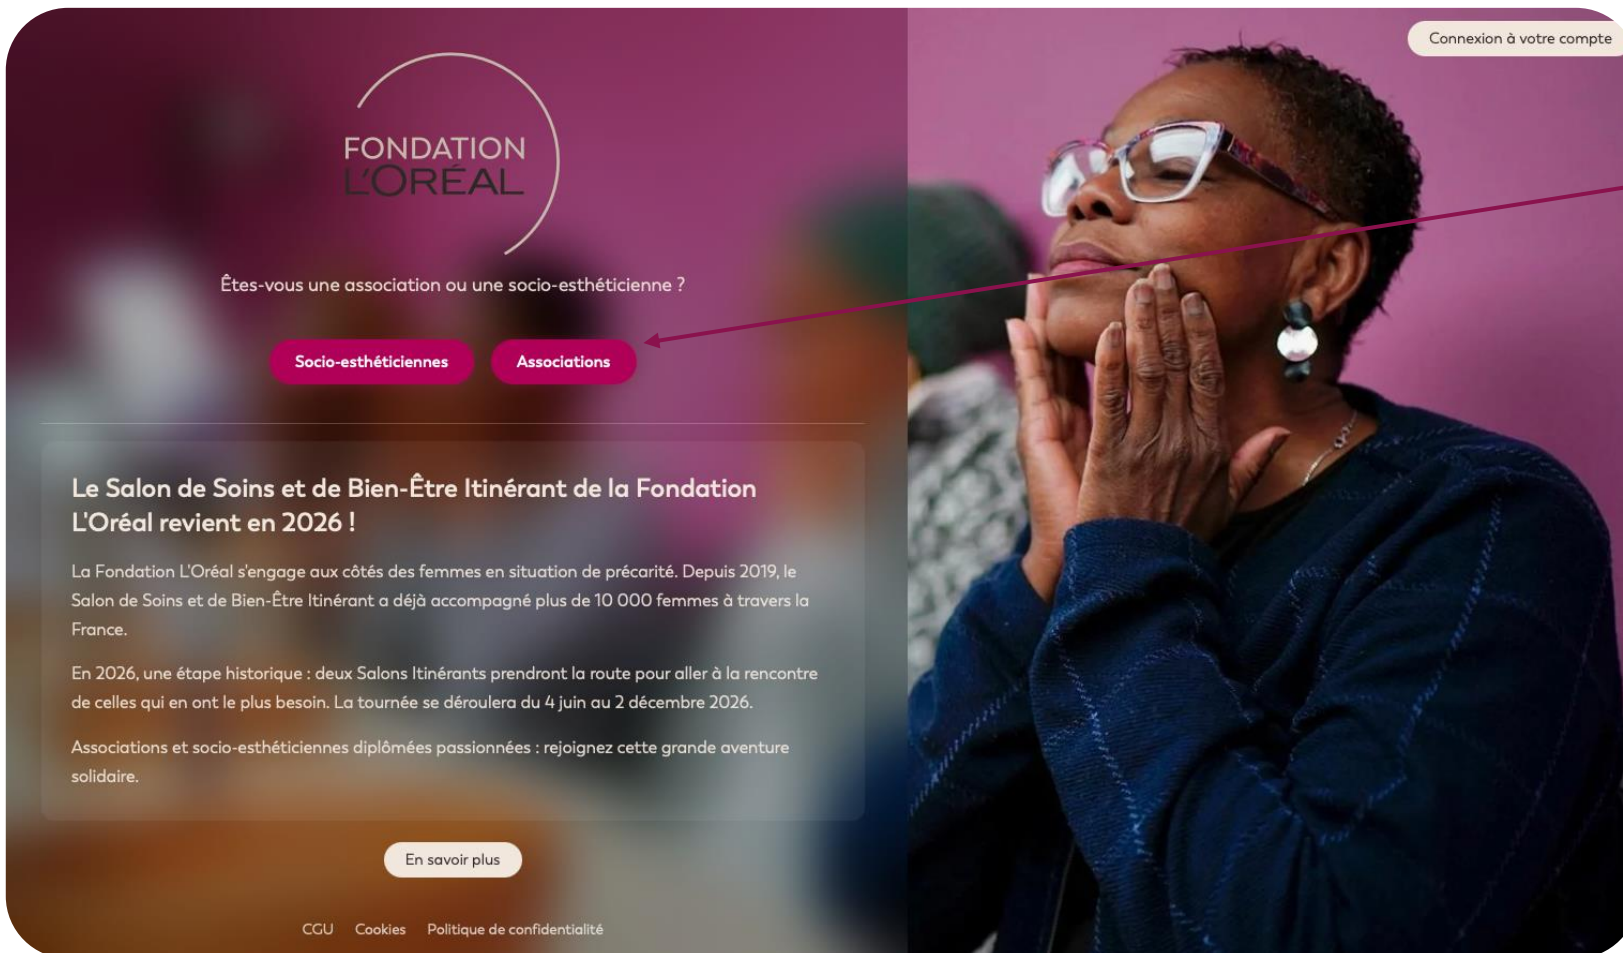 Connexion à votre compte
FONDATION
L'ORÉAL
Êtes-vous une association ou une socio-esthéticienne ?
Socio-esthéticiennes
Associations
Le Salon de Soins et de Bien-Être Itinérant de la Fondation
L'Oréal revient en 2026 !
La Fondation L'Oréal s'engage aux côtés des femmes en situation de précarité. Depuis 2019, le
Salon de Soins et de Bien-Être Itinérant a déjà accompagné plus de 10 000 femmes à travers la
France.
En 2026, une étape historique : deux Salons Itinérants prendront la route pour aller à la rencontre
de celles qui en ont le plus besoin. La tournée se déroulera du 4 juin au 2 décembre 2026.
Associations et socio-esthéticiennes diplômées passionnées : rejoignez cette grande aventure
solidaire.
En savoir plus
CGU Cookies Politique de confidentialité